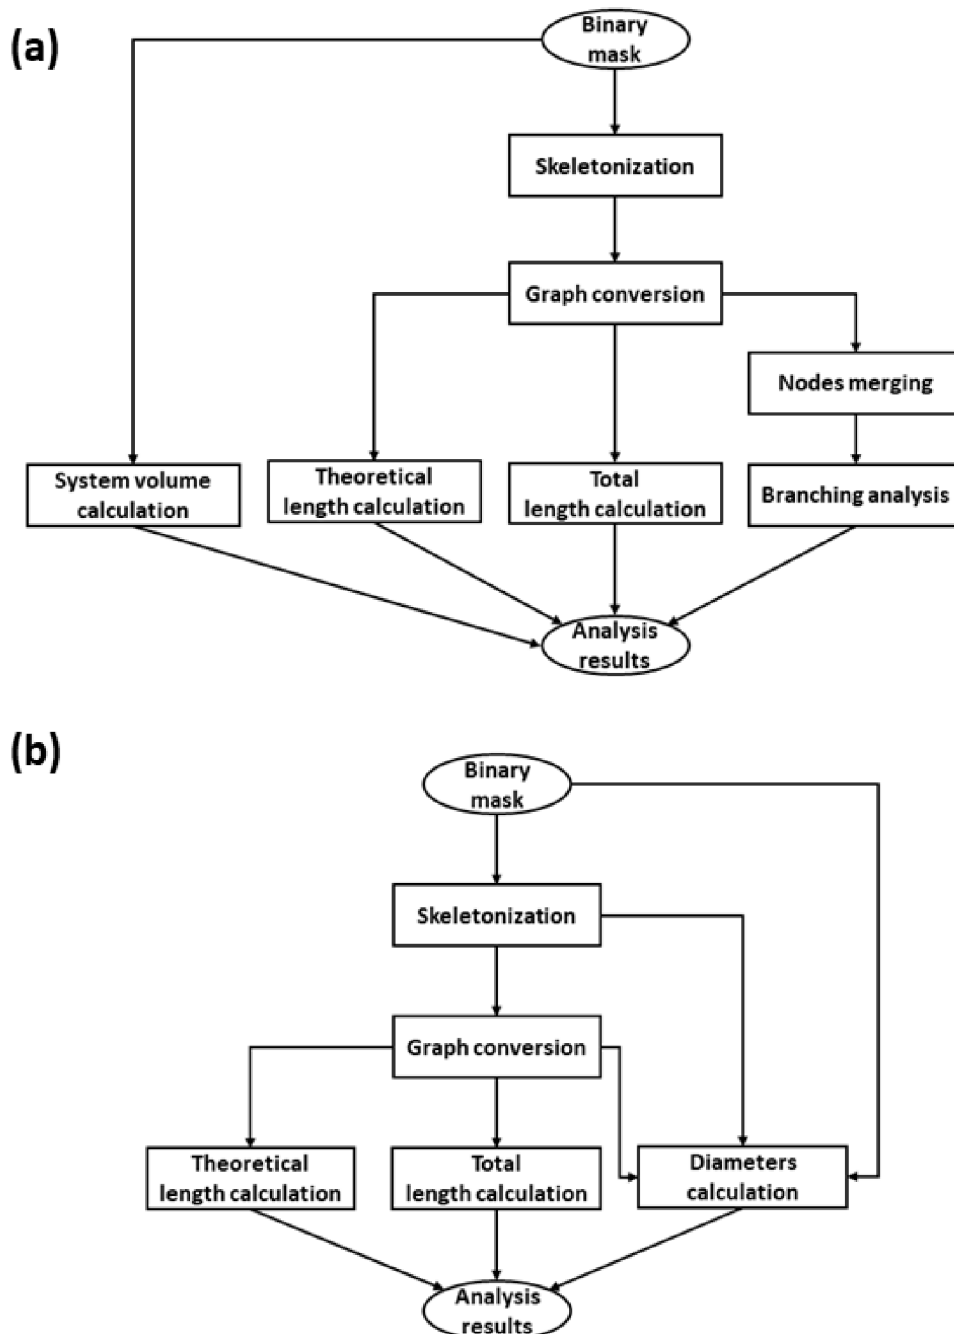 (a)
Binary
mask
Skeletonization
Graph conversion
Nodes merging
System volume
calculation
Theoretical
length calculation
Total
length calculation
Branching analysis
Analysis
results
(b)
Binary
mask
Skeletonization
Graph conversion
Theoretical
length calculation
Total
length calculation
Diameters
calculation
Analysis
results